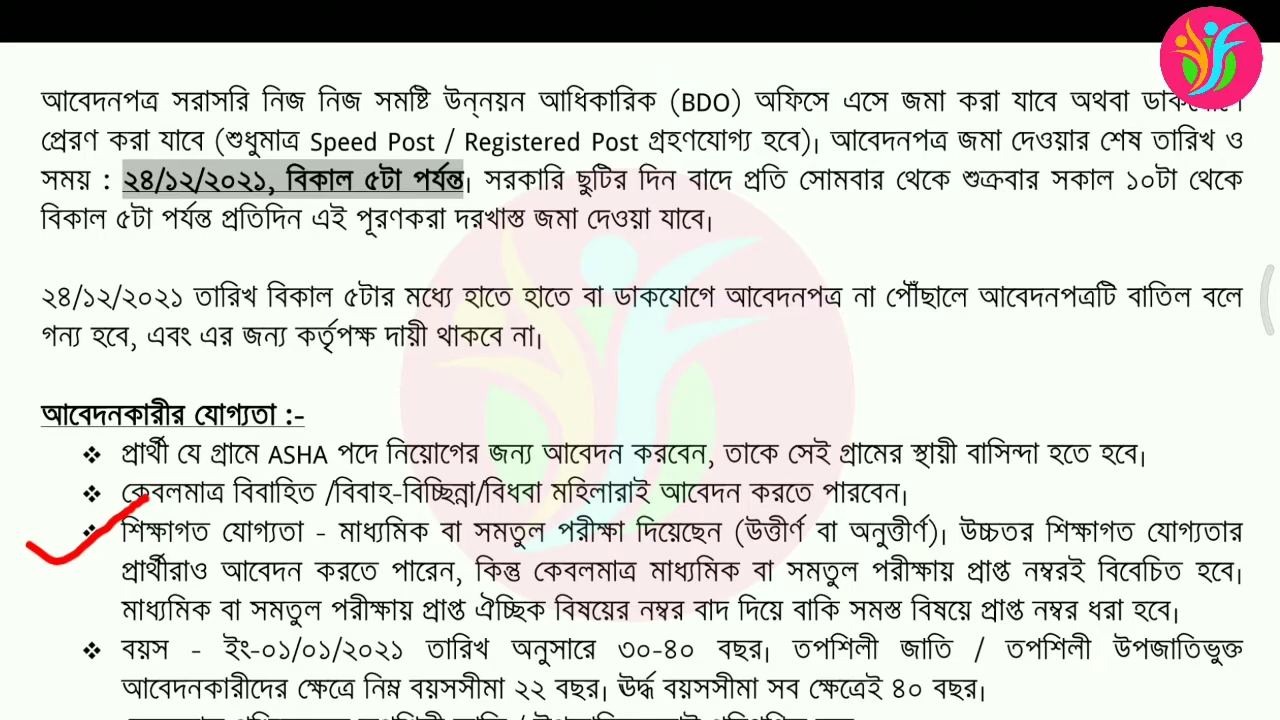 আবেদনপত্র সরাসরি নিজ নিজ সমষ্টি উন্নয়ন আধিকারিক (BDO) অফিসে এসে জমা করা যাবে অথবা
প্রেরণ করা যাবে (শুধুমাত্র Speed Post / Registered Post গ্রহণযোগ্য হবে)। আবেদনপত্র জমা দেওয়ার শেষ তারিখ ও
সময় : ২৪/১২/২০২১, বিকাল ৫টা পর্যন্ত। সরকারি ছুটির দিন বাদে প্রতি সোমবার থেকে শুক্রবার সকাল ১০টা থেকে
বিকাল ৫টা পর্যন্ত প্রতিদিন এই পূরণকরা দরখাস্ত জমা দেওয়া যাবে।
২৪/১২/২০২১ তারিখ বিকাল ৫টার মধ্যে হাতে হাতে বা ডাকযোগে আবেদনপত্র না পৌঁছালে আবেদনপত্রটি বাতিল বলে
গন্য হবে, এবং এর জন্য কর্তৃপক্ষ দায়ী থাকবে না।
আবেদনকারীর যোগ্যতা :-
❖ প্রার্থী যে গ্রামে ASHA পদে নিয়োগের জন্য আবেদন করবেন, তাকে সেই গ্রামের স্থায়ী বাসিন্দা হতে হবে।
❖ কেবলমাত্র বিবাহিত /বিবাহ-বিচ্ছিন্না/বিধবা মহিলারাই আবেদন করতে পারবেন।
❖ শিক্ষাগত যোগ্যতা - মাধ্যমিক বা সমতুল পরীক্ষা দিয়েছেন (উত্তীর্ণ বা অনুত্তীর্ণ)। উচ্চতর শিক্ষাগত যোগ্যতার
প্রার্থীরাও আবেদন করতে পারেন, কিন্তু কেবলমাত্র মাধ্যমিক বা সমতুল পরীক্ষায় প্রাপ্ত নম্বরই বিবেচিত হবে।
মাধ্যমিক বা সমতুল পরীক্ষায় প্রাপ্ত ঐচ্ছিক বিষয়ের নম্বর বাদ দিয়ে বাকি সমস্ত বিষয়ে প্রাপ্ত নম্বর ধরা হবে।
❖ বয়স - ইং-০১/০১/২০২১ তারিখ অনুসারে ৩০-৪০ বছর। তপশিলী জাতি / তপশিলী উপজাতিভুক্ত
আবেদনকারীদের ক্ষেত্রে নিম্ন বয়সসীমা ২২ বছর। ঊর্দ্ধ বয়সসীমা সব ক্ষেত্রেই ৪০ বছর।